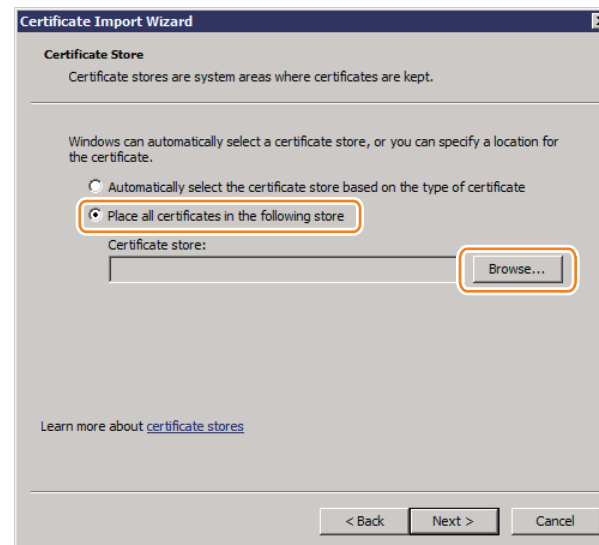 Certificate Import Wizard
Certificate Store
Certificate stores are system areas where certificates are kept.
Windows can automatically select a certificate store, or you can specify a location for
the certificate.
Automatically select the certificate store based on the type of certificate
Place all certificates in the following store
Certificate store:
Browse...
Learn more about certificate stores
< Back
Next >
Cancel